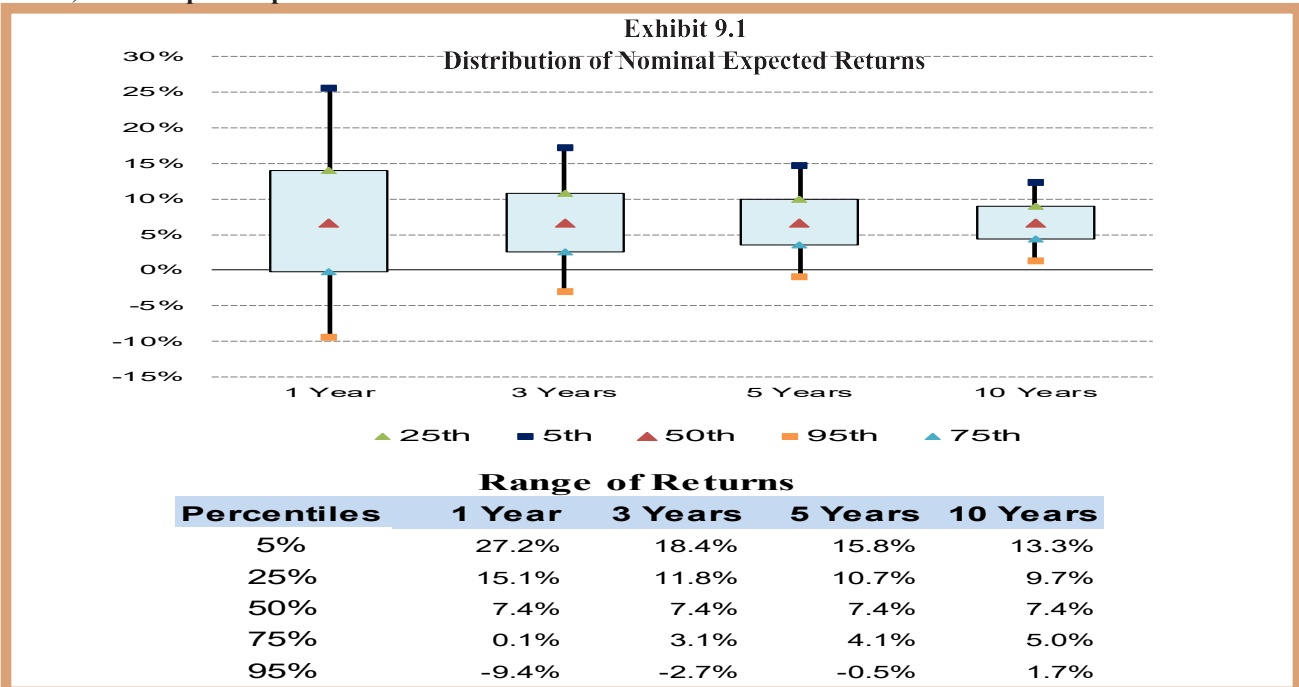 Exhibit 9.1
Distribution of Nominal Expected Returns
30%
25%
20%
15%
10%
5%
0%
-5%
-10%
-15%
1 Year 3 Years 5 Years 10 Years
25th 5th 50th 95th 75th
Range of Returns
Percentiles 1 Year 3 Years 5 Years 10 Years
5% 27.2% 18.4% 15.8% 13.3%
25% 15.1% 11.8% 10.7% 9.7%
50% 7.4% 7.4% 7.4% 7.4%
75% 0.1% 3.1% 4.1% 5.0%
95% -9.4% -2.7% -0.5% 1.7%